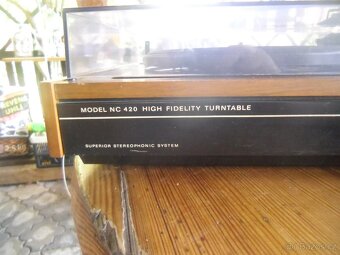 MODEL NC 420 HIGH FIDELITY TURNTABLE
SUPERIOR STEREOPHONIC SYSTEM